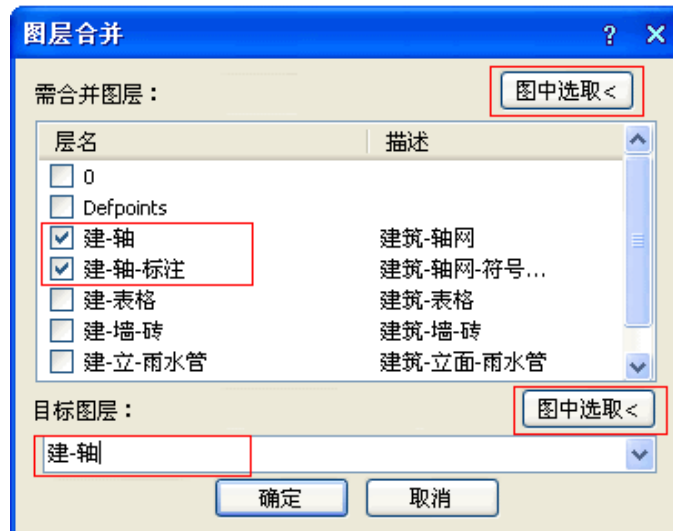 图层合并
需合并图层： 图中选取<
层名 描述
0
Defpoints
建-轴 建筑-轴网
建-轴-标注 建筑-轴网-符号...
建-表格 建筑-表格
建-墙-砖 建筑-墙-砖
建-立-雨水管 建筑-立面-雨水管
目标图层： 图中选取<
建-轴
确定 取消